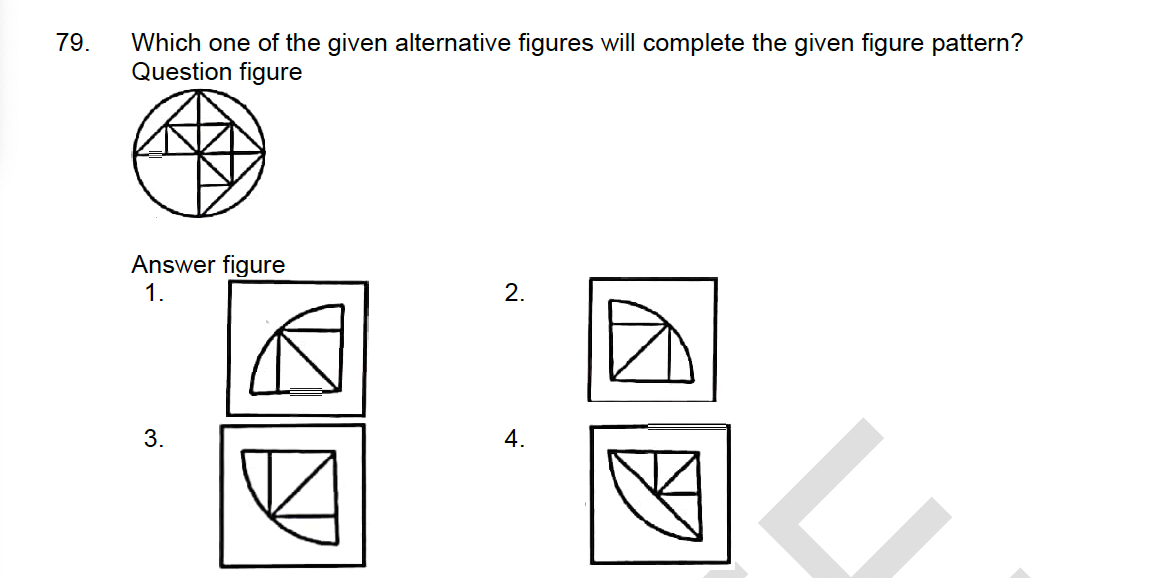 79. Which one of the given alternative figures will complete the given figure pattern?
Question figure
Answer figure
1. 2.
3. 4.